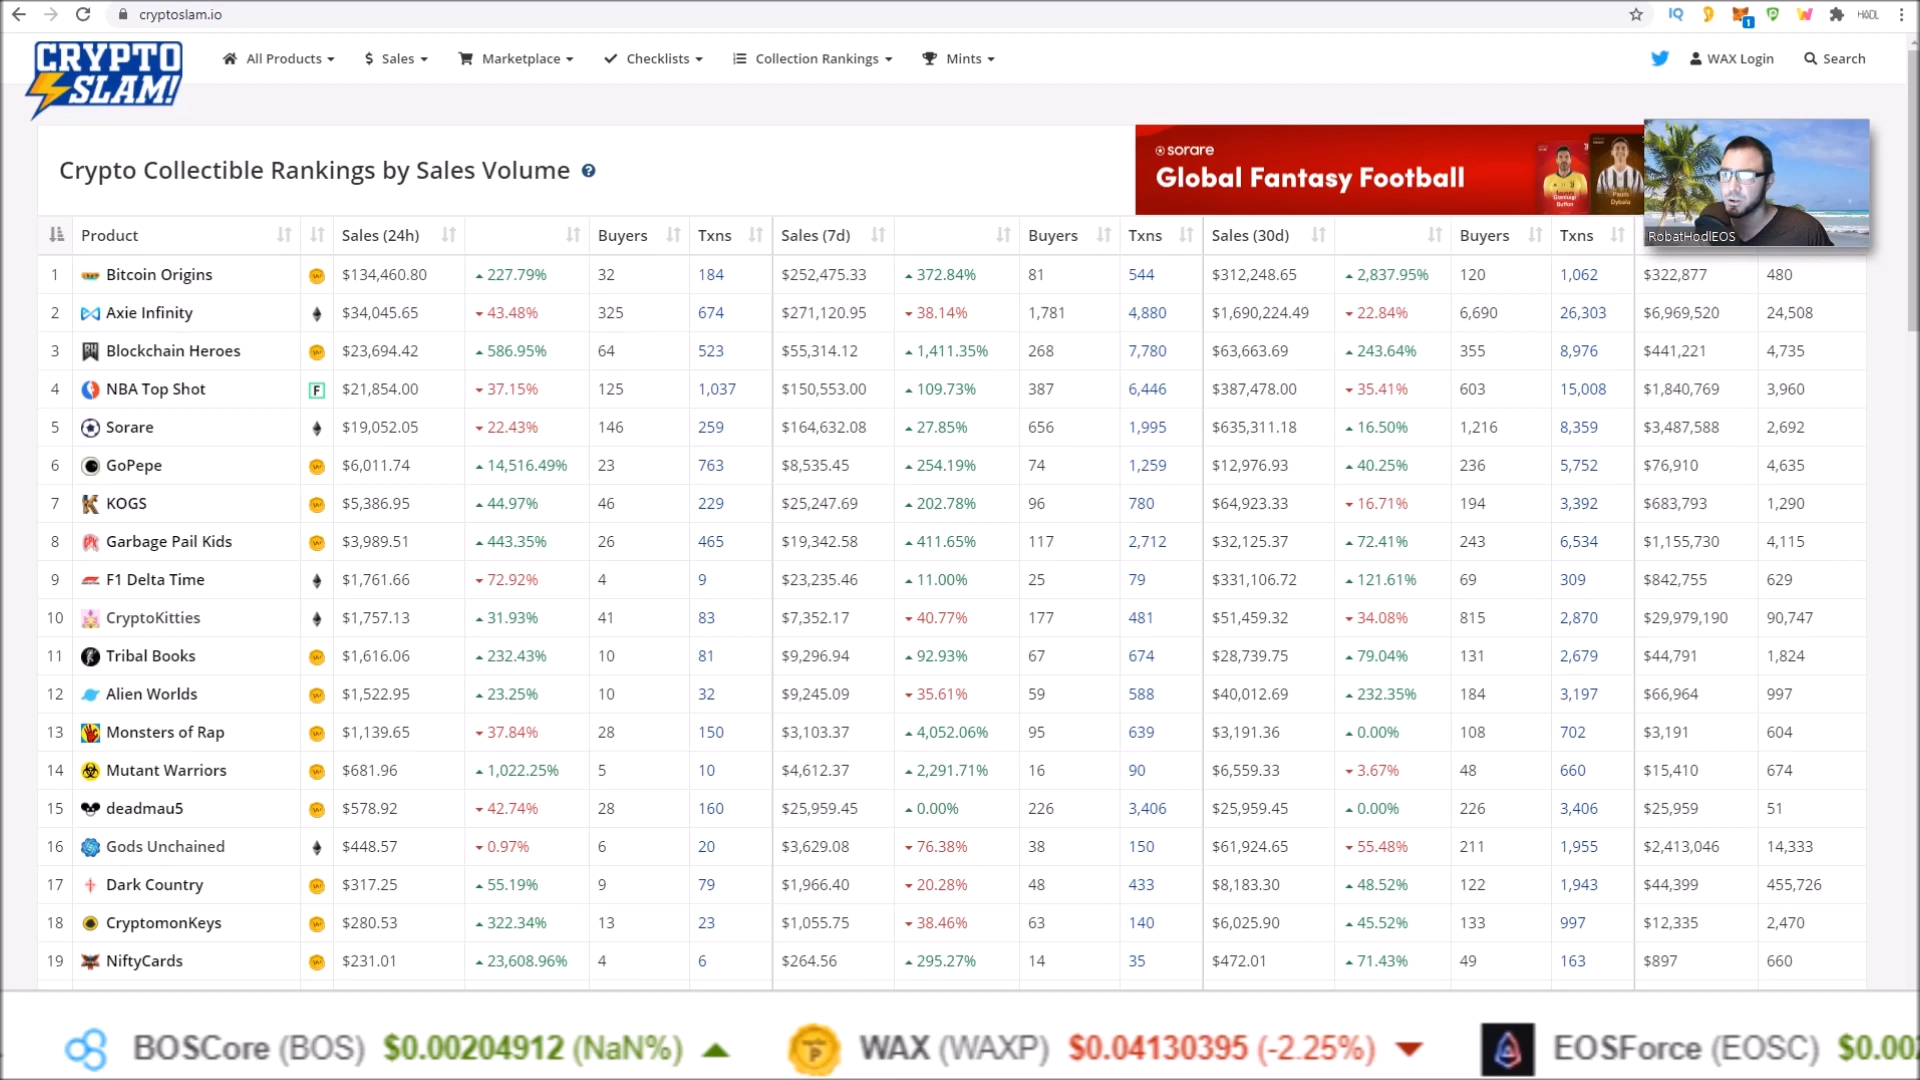 cryptoslam.io
CRYPTO SLAM!
All Products
Sales
Marketplace
Checklists
Collection Rankings
Mints
WAX Login
Search
Crypto Collectible Rankings by Sales Volume
sorare
Global Fantasy Football
RobatHodlEOS
Product Sales (24h) Buyers Txns Sales (7d) Buyers Txns Sales (30d) Buyers Txns
1 Bitcoin Origins $134,460.80 227.79% 32 184 $252,475.33 372.84% 81 544 $312,248.65 2,837.95% 120 1,062 $322,877 480
2 Axie Infinity $34,045.65 43.48% 325 674 $271,120.95 38.14% 1,781 4,880 $1,690,224.49 22.84% 6,690 26,303 $6,969,520 24,508
3 Blockchain Heroes $23,694.42 586.95% 64 523 $55,314.12 1,411.35% 268 7,780 $63,663.69 243.64% 355 8,976 $441,221 4,735
4 NBA Top Shot F $21,854.00 37.15% 125 1,037 $150,553.00 109.73% 387 6,446 $387,478.00 35.41% 603 15,008 $1,840,769 3,960
5 Sorare $19,052.05 22.43% 146 259 $164,632.08 27.85% 656 1,995 $635,311.18 16.50% 1,216 8,359 $3,487,588 2,692
6 GoPepe $6,011.74 14,516.49% 23 763 $8,535.45 254.19% 74 1,259 $12,976.93 40.25% 236 5,752 $76,910 4,635
7 KOGS $5,386.95 44.97% 46 229 $25,247.69 202.78% 96 780 $64,923.33 16.71% 194 3,392 $683,793 1,290
8 Garbage Pail Kids $3,989.51 443.35% 26 465 $19,342.58 411.65% 117 2,712 $32,125.37 72.41% 243 6,534 $1,155,730 4,115
9 F1 Delta Time $1,761.66 72.92% 4 9 $23,235.46 11.00% 25 79 $331,106.72 121.61% 69 309 $842,755 629
10 CryptoKitties $1,757.13 31.93% 41 83 $7,352.17 40.77% 177 481 $51,459.32 34.08% 815 2,870 $29,979,190 90,747
11 Tribal Books $1,616.06 232.43% 10 81 $9,296.94 92.93% 67 674 $28,739.75 79.04% 131 2,679 $44,791 1,824
12 Alien Worlds $1,522.95 23.25% 10 32 $9,245.09 35.61% 59 588 $40,012.69 232.35% 184 3,197 $66,964 997
13 Monsters of Rap $1,139.65 37.84% 28 150 $3,103.37 4,052.06% 95 639 $3,191.36 0.00% 108 702 $3,191 604
14 Mutant Warriors $681.96 1,022.25% 5 10 $4,612.37 2,291.71% 16 90 $6,559.33 3.67% 48 660 $15,410 674
15 deadmau5 $578.92 42.74% 28 160 $25,959.45 0.00% 226 3,406 $25,959.45 0.00% 226 3,406 $25,959 51
16 Gods Unchained $448.57 0.97% 6 20 $3,629.08 76.38% 38 150 $61,924.65 55.48% 211 1,955 $2,413,046 14,333
17 Dark Country $317.25 55.19% 9 79 $1,966.40 20.28% 48 433 $8,183.30 48.52% 122 1,943 $44,399 455,726
18 CryptomonKeys $280.53 322.34% 13 23 $1,055.75 38.46% 63 140 $6,025.90 45.52% 133 997 $12,335 2,470
19 NiftyCards $231.01 23,608.96% 4 6 $264.56 295.27% 14 35 $472.01 71.43% 49 163 $897 660
BOSCore (BOS) $0.00204912 (NaN%) WAX (WAXP) $0.04130395 (-2.25%) EOSForce (EOSC) $0.00